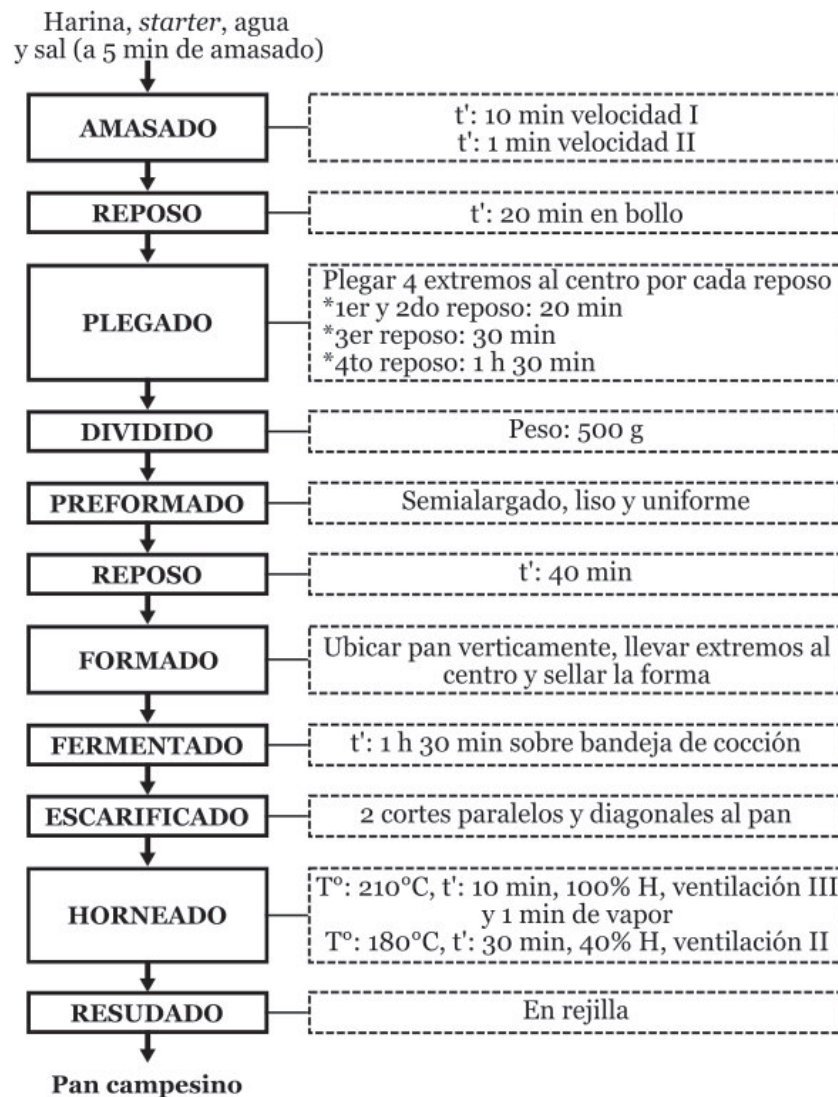 Harina, starter, agua
y sal (a 5 min de amasado)
AMASADO
t': 10 min velocidad I
t': 1 min velocidad II
REPOSO
t': 20 min en bollo
PLEGADO
Plegar 4 extremos al centro por cada reposo
*1er y 2do reposo: 20 min
*3er reposo: 30 min
*4to reposo: 1 h 30 min
DIVIDIDO
Peso: 500 g
PREFORMADO
Semialargado, liso y uniforme
REPOSO
t': 40 min
FORMADO
Ubicar pan verticamente, llevar extremos al
centro y sellar la forma
FERMENTADO
t': 1 h 30 min sobre bandeja de cocción
ESCARIFICADO
2 cortes paralelos y diagonales al pan
HORNEADO
T°: 210°C, t': 10 min, 100% H, ventilación III
y 1 min de vapor
T°: 180°C, t': 30 min, 40% H, ventilación II
RESUDADO
En rejilla
Pan campesino